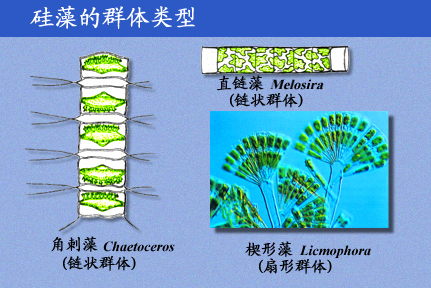 硅藻的群体类型
直链藻 Melosira
(链状群体)
角刺藻 Chaetoceros
(链状群体)
楔形藻 Licmophora
(扇形群体)